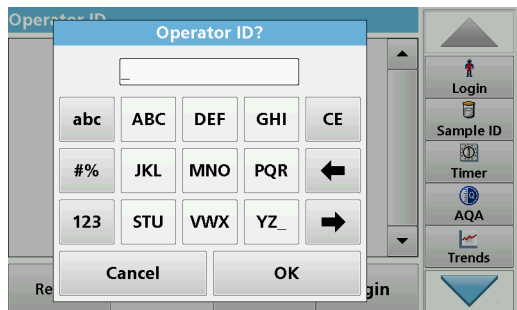 Operator ID
Operator ID?
_
abc ABC DEF GHI CE
#% JKL MNO PQR
123 STU VWX YZ_
Cancel OK
Re gin
Login
Sample ID
Timer
AQA
Trends